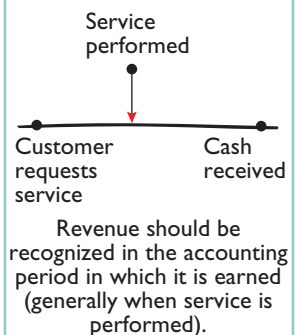 Service
performed
Customer
requests
service
Cash
received
Revenue should be
recognized in the accounting
period in which it is earned
(generally when service is
performed).